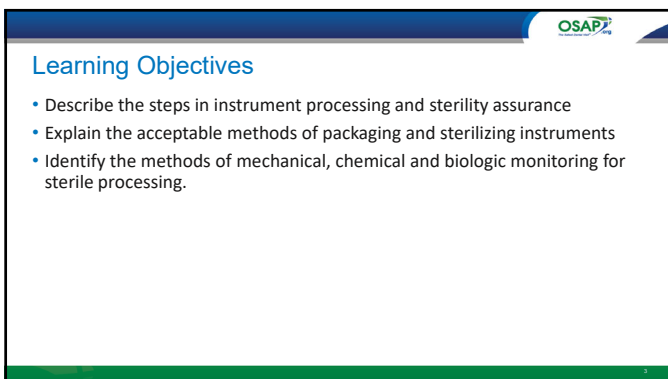 OSAP
.org
Learning Objectives
• Describe the steps in instrument processing and sterility assurance
• Explain the acceptable methods of packaging and sterilizing instruments
• Identify the methods of mechanical, chemical and biologic monitoring for
sterile processing.
3